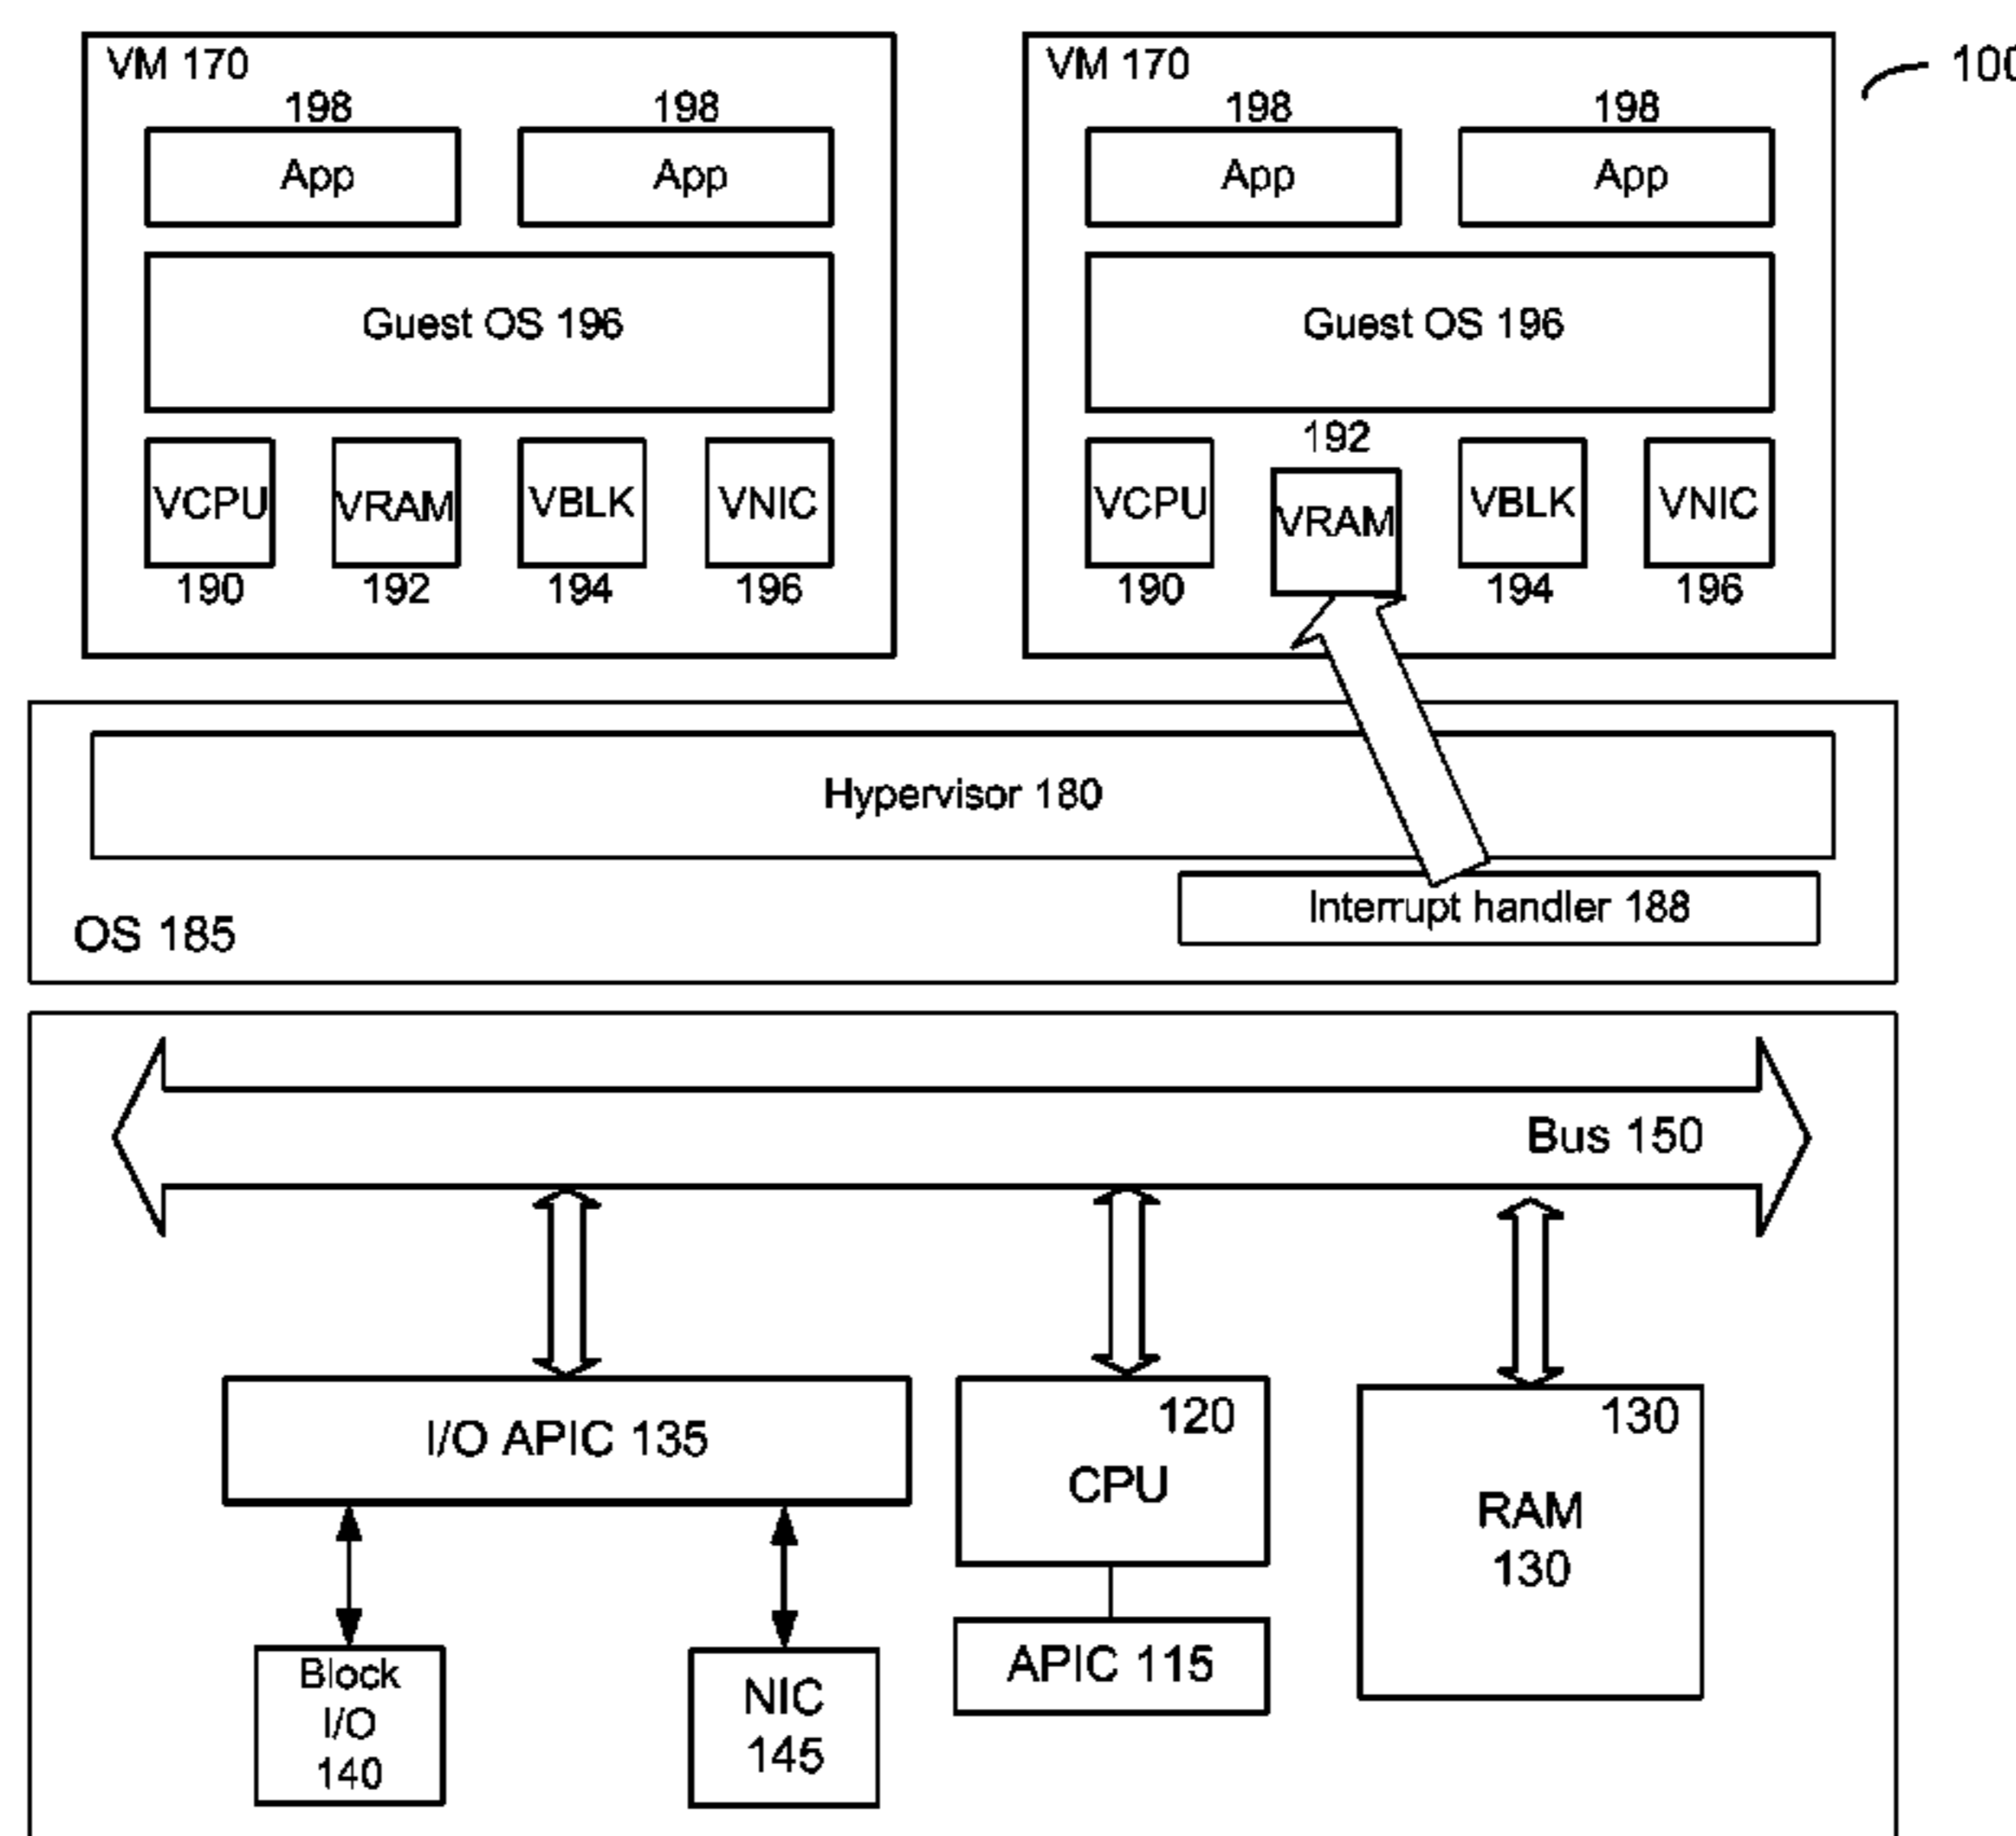 VM 170
198
198
App
App
Guest OS 196
VCPU
VRAM
VBLK
VNIC
190
192
194
196
VM 170
198
198
App
App
Guest OS 196
192
VCPU
VRAM
VBLK
VNIC
190
194
196
100
Hypervisor 180
Interrupt handler 188
OS 185
Bus 150
I/O APIC 135
120
CPU
130
RAM
130
APIC 115
Block
I/O
140
NIC
145